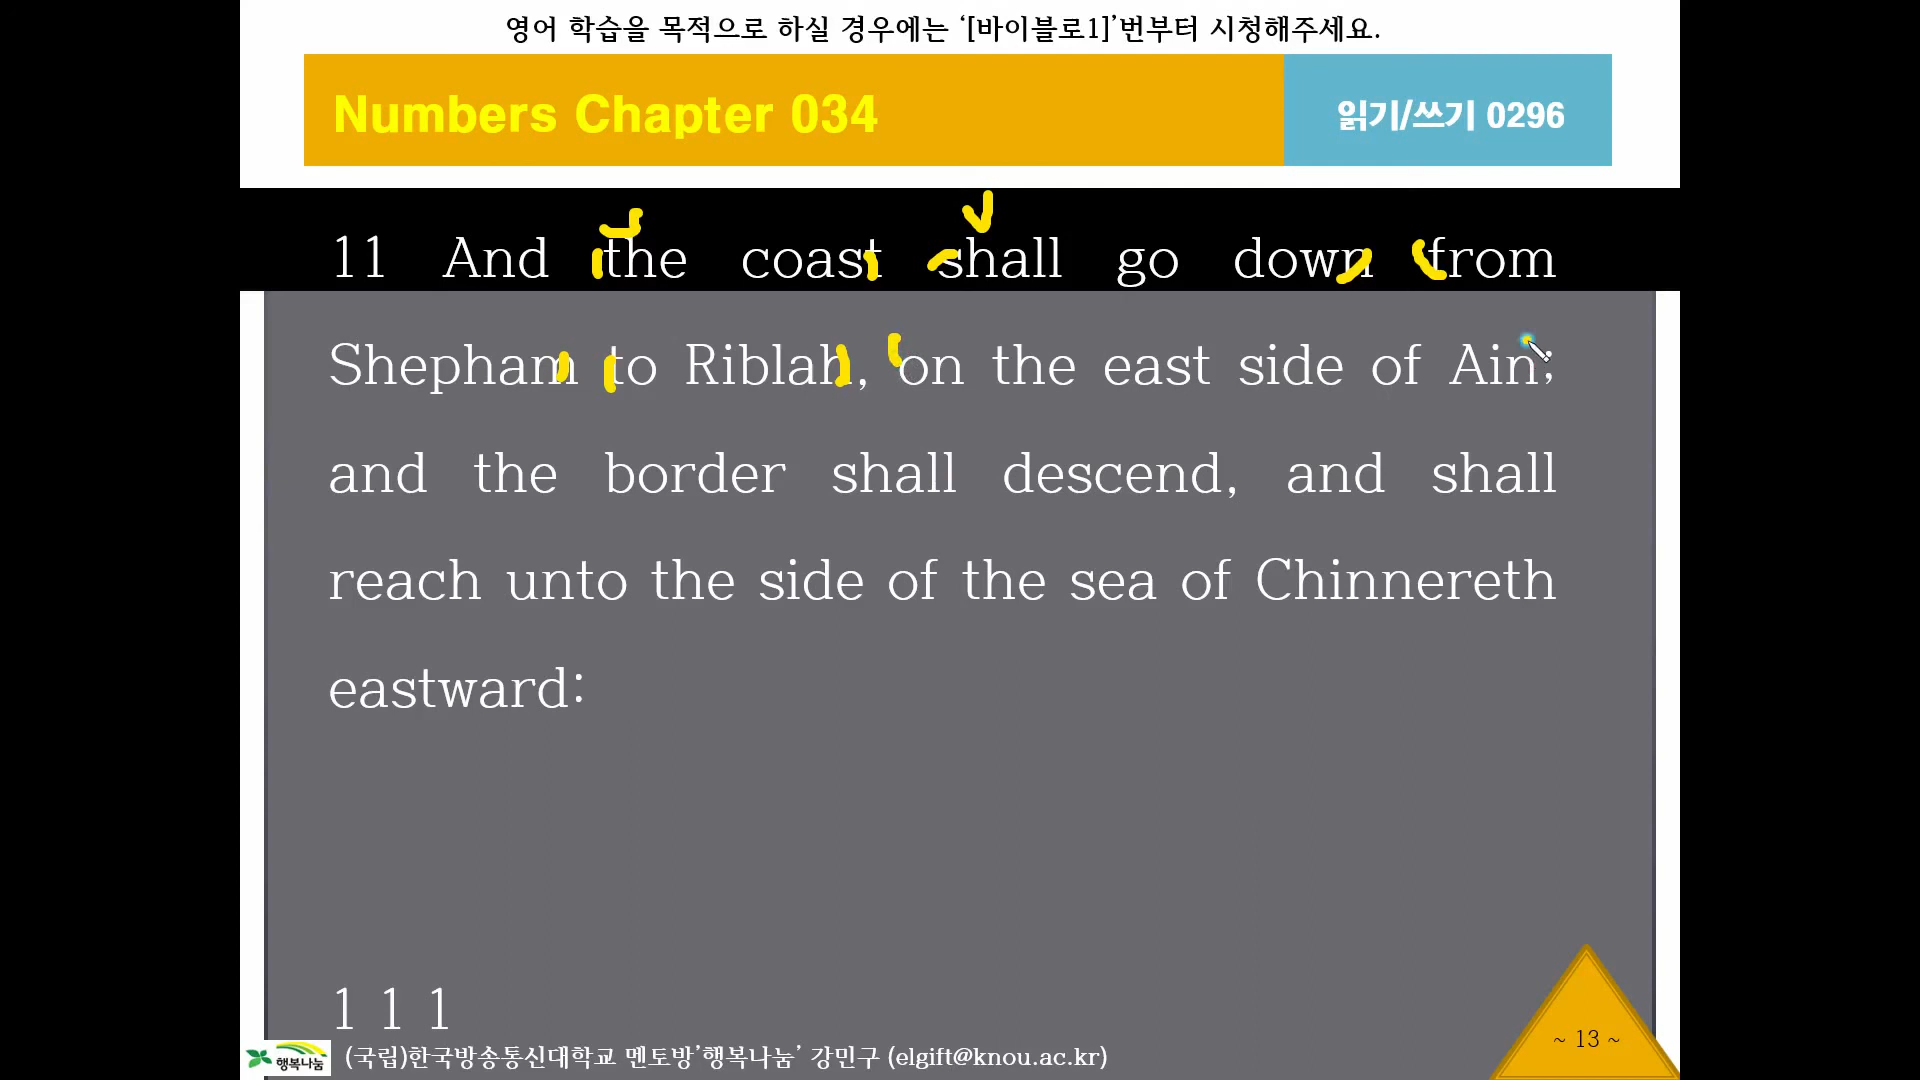 영어 학습을 목적으로 하실 경우에는 ‘[바이블로1]’번부터 시청해주세요.
Numbers Chapter 034
읽기/쓰기 0296
11 And the coast shall go down from
Shepham to Riblah, on the east side of Ain;
and the border shall descend, and shall
reach unto the side of the sea of Chinnereth
eastward:
1 1 1
~ 13 ~
행복나눔
(국립)한국방송통신대학교 멘토방’행복나눔’ 강민구 (elgift@knou.ac.kr)